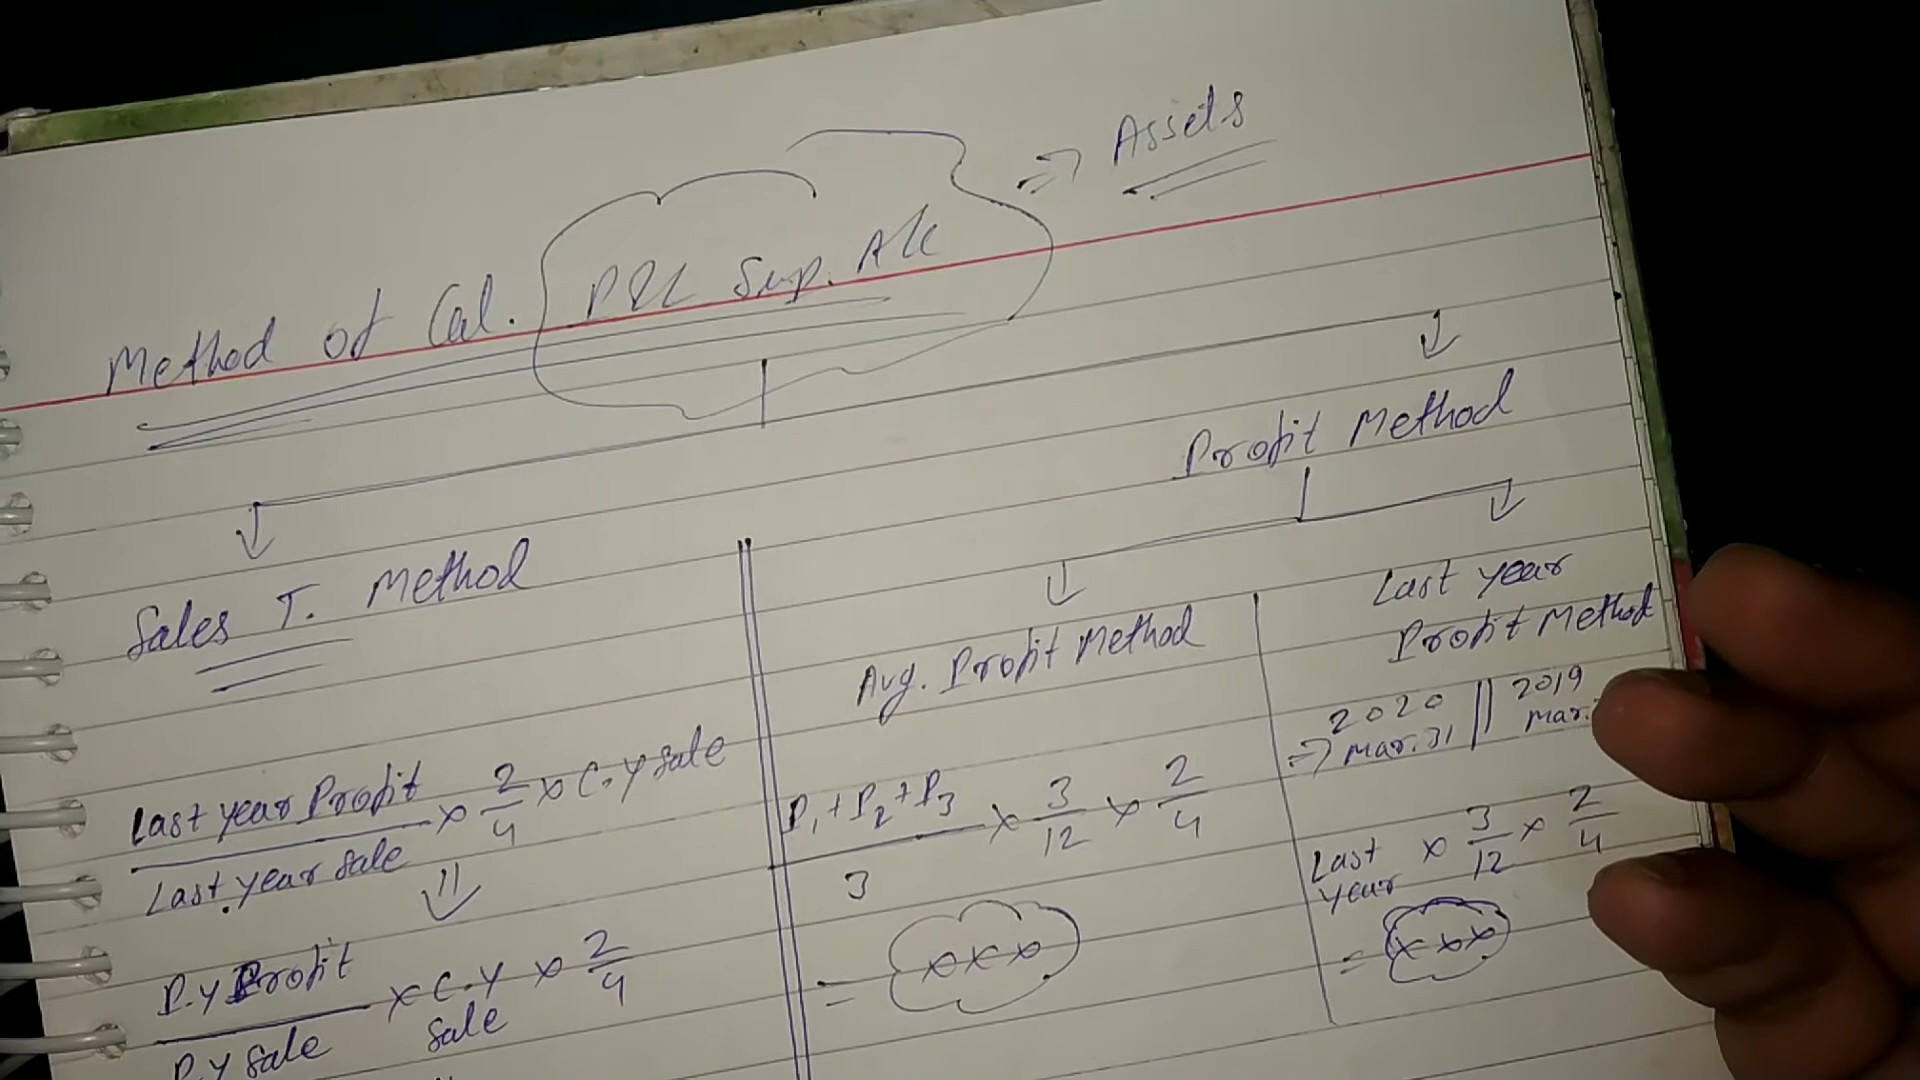 ⇒ Assets
Method of Cal. P&L Sup. A/c
Profit Method
Sales T. Method
Avg. Profit Method
Last year
Profit Method
⇒ 2020 Mar. 31 || 2019 Mar.
Last year Profit / Last year sale × 2/4 × C.Y sale
P1 + P2 + P3 / 3 × 3/12 × 2/4
Last year × 3/12 × 2/4
= xxx
= xxx
P.Y Profit / P.Y sale × C.Y sale × 2/4